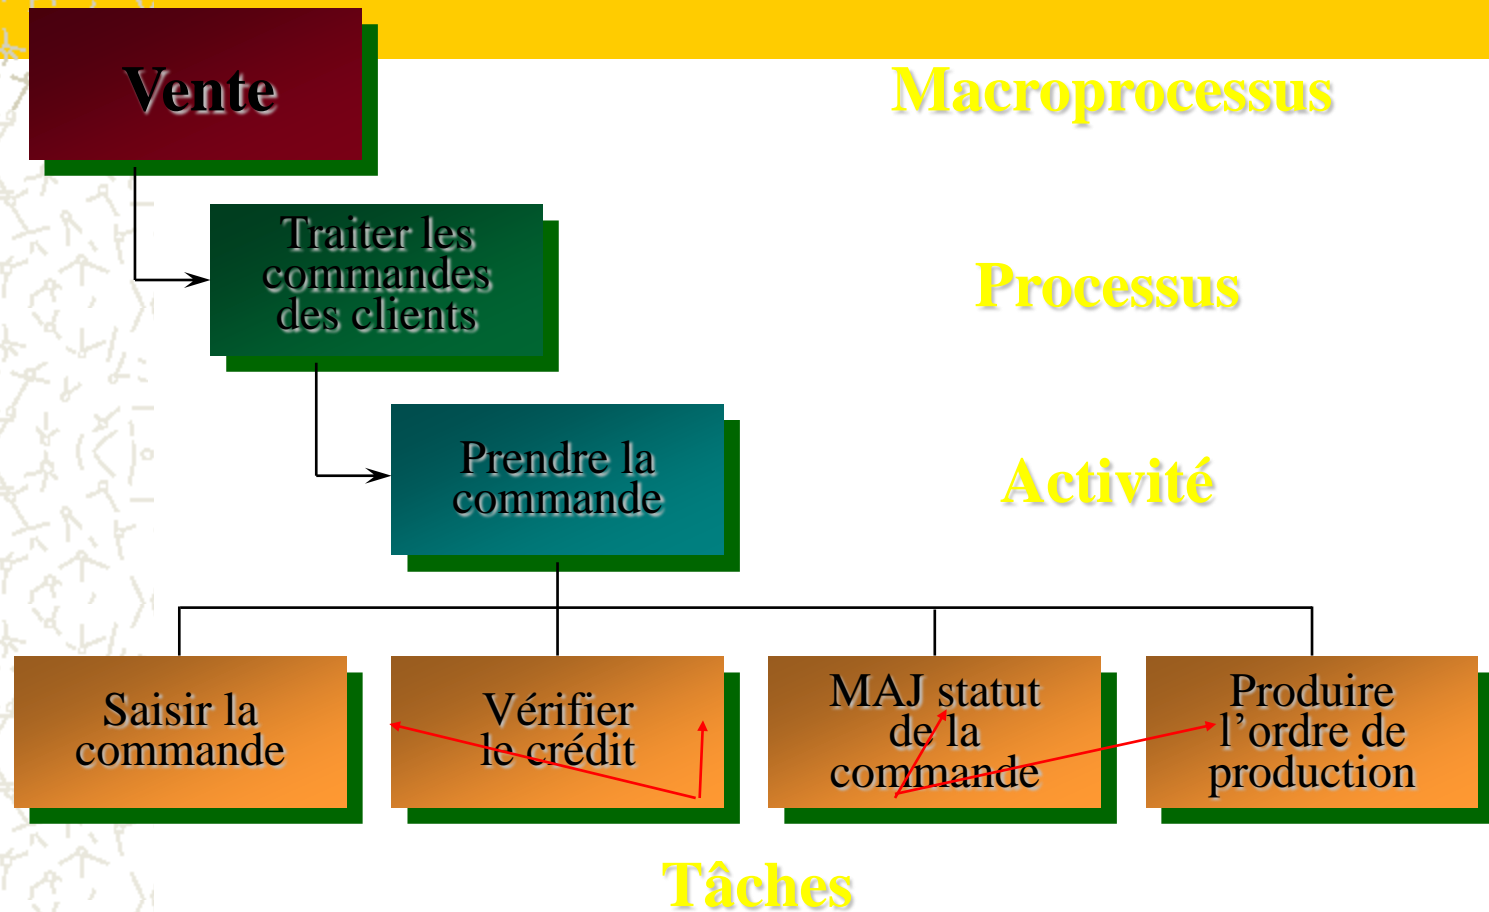 Vente
Macroprocessus
Traiter les
commandes
des clients
Processus
Prendre la
commande
Activité
Saisir la
commande
Vérifier
le crédit
MAJ statut
de la
commande
Produire
l’ordre de
production
Tâches